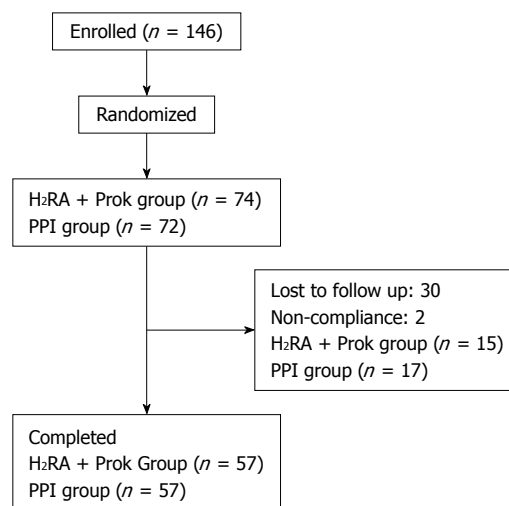 Enrolled (n = 146)
Randomized
H₂RA + Prok group (n = 74)
PPI group (n = 72)
Lost to follow up: 30
Non-compliance: 2
H₂RA + Prok group (n = 15)
PPI group (n = 17)
Completed
H₂RA + Prok Group (n = 57)
PPI group (n = 57)